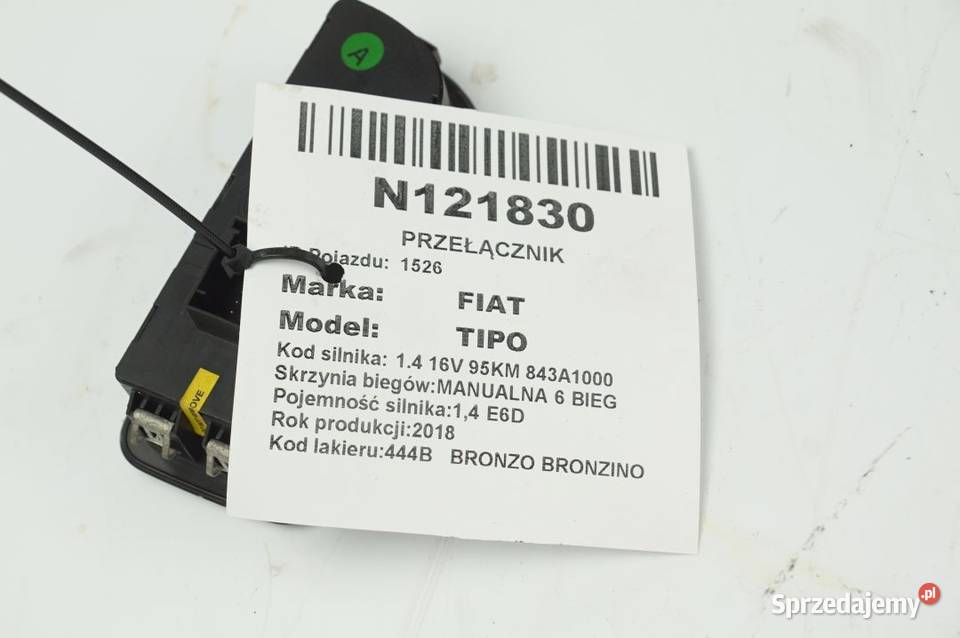 A
N121830
PRZEŁĄCZNIK
Pojazdu: 1526
Marka: FIAT
Model: TIPO
Kod silnika: 1.4 16V 95KM 843A1000
Skrzynia biegów:MANUALNA 6 BIEG
Pojemność silnika:1,4 E6D
Rok produkcji:2018
Kod lakieru:444B BRONZO BRONZINO
Sprzedajemy.pl